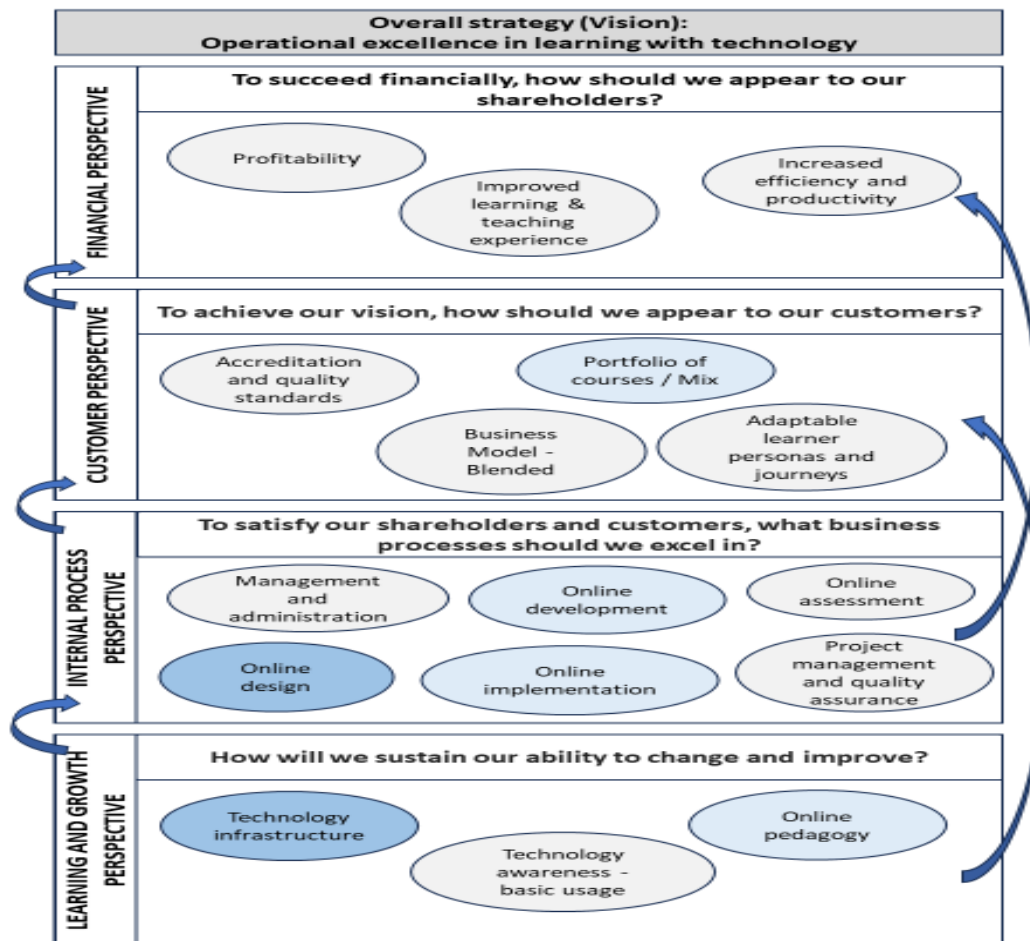 Overall strategy (Vision):
Operational excellence in learning with technology
FINANCIAL PERSPECTIVE
To succeed financially, how should we appear to our
shareholders?
Profitability
Improved
learning &
teaching
experience
Increased
efficiency and
productivity
CUSTOMER PERSPECTIVE
To achieve our vision, how should we appear to our customers?
Accreditation
and quality
standards
Portfolio of
courses / Mix
Business
Model -
Blended
Adaptable
learner
personas and
journeys
INTERNAL PROCESS
PERSPECTIVE
To satisfy our shareholders and customers, what business
processes should we excel in?
Management
and
administration
Online
development
Online
assessment
Online
design
Online
implementation
Project
management
and quality
assurance
LEARNING AND GROWTH
PERSPECTIVE
How will we sustain our ability to change and improve?
Technology
infrastructure
Technology
awareness -
basic usage
Online
pedagogy